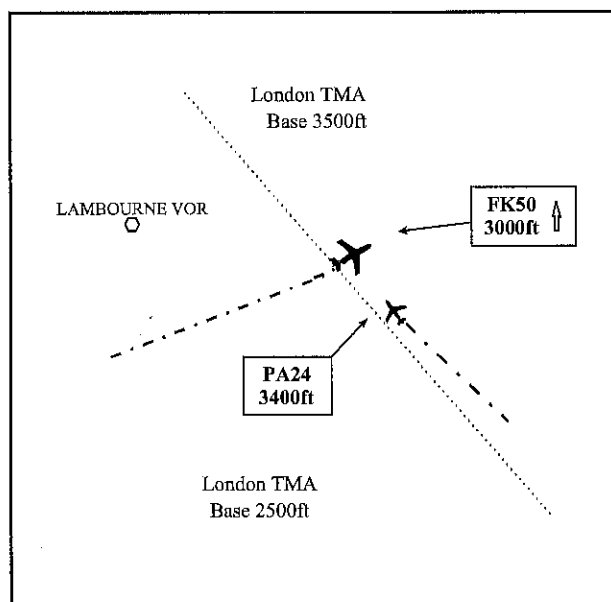 London TMA
Base 3500ft
LAMBOURNE VOR
FK50
3000ft
PA24
3400ft
London TMA
Base 2500ft